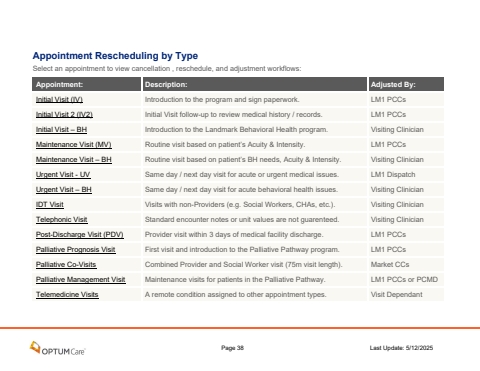 Appointment Rescheduling by Type
Select an appointment to view cancellation , reschedule, and adjustment workflows:
Appointment: Description: Adjusted By:
Initial Visit (IV) Introduction to the program and sign paperwork. LM1 PCCs
Initial Visit 2 (IV2) Initial Visit follow-up to review medical history / records. LM1 PCCs
Initial Visit – BH Introduction to the Landmark Behavioral Health program. Visiting Clinician
Maintenance Visit (MV) Routine visit based on patient's Acuity & Intensity. LM1 PCCs
Maintenance Visit – BH Routine visit based on patient's BH needs, Acuity & Intensity. Visiting Clinician
Urgent Visit - UV Same day / next day visit for acute or urgent medical issues. LM1 Dispatch
Urgent Visit – BH Same day / next day visit for acute behavioral health issues. Visiting Clinician
IDT Visit Visits with non-Providers (e.g. Social Workers, CHAs, etc.). Visiting Clinician
Telephonic Visit Standard encounter notes or unit values are not guarenteed. Visiting Clinician
Post-Discharge Visit (PDV) Provider visit within 3 days of medical facility discharge. LM1 PCCs
Palliative Prognosis Visit First visit and introduction to the Palliative Pathway program. LM1 PCCs
Palliative Co-Visits Combined Provider and Social Worker visit (75m visit length). Market CCs
Palliative Management Visit Maintenance visits for patients in the Palliative Pathway. LM1 PCCs or PCMD
Telemedicine Visits A remote condition assigned to other appointment types. Visit Dependant
OPTUMCare Page 38 Last Update: 5/12/2025